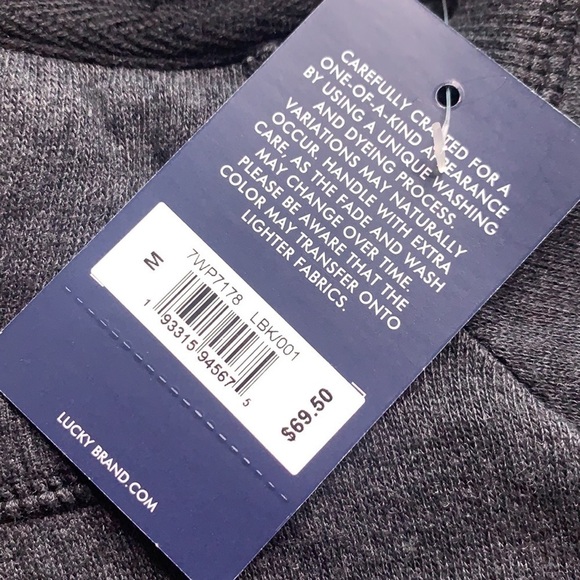 CAREFULLY CRAFTED FOR A
ONE-OF-A-KIND APPEARANCE
BY USING A UNIQUE WASHING
AND DYEING PROCESS.
VARIATIONS MAY NATURALLY
OCCUR. HANDLE WITH EXTRA
CARE. AS THE FADE AND WASH
MAY CHANGE OVER TIME
PLEASE BE AWARE THAT THE
COLOR MAY TRANSFER ONTO
LIGHTER FABRICS.
M
7WP7178 LBK/001
1 93315 94567 5
$69.50
LUCKY BRAND.COM